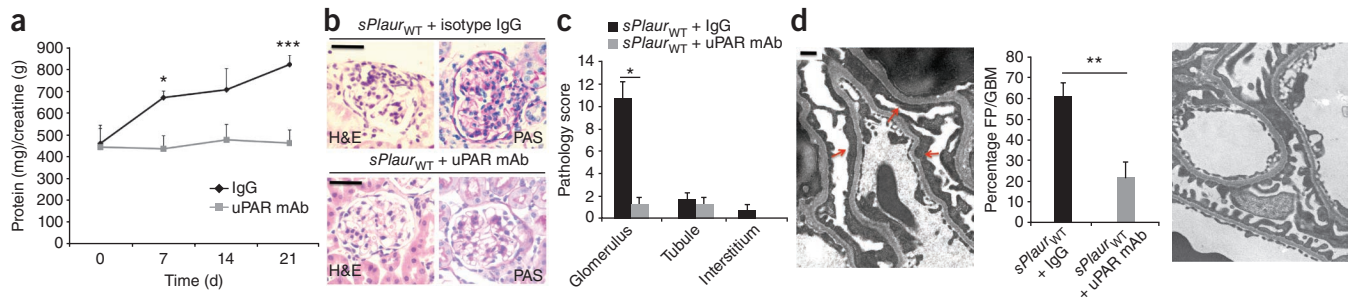 a
Protein (mg)/creatine (g)
900
800
700
600
500
400
300
200
100
0
*
***
IgG
uPAR mAb
0 7 14 21
Time (d)
b
sPlaurWT + isotype IgG
H&E
PAS
sPlaurWT + uPAR mAb
H&E
PAS
c
sPlaurWT + IgG
sPlaurWT + uPAR mAb
Pathology score
14
12
10
8
6
4
2
0
*
Glomerulus
Tubule
Interstitium
d
Percentage FP/GBM
80
70
60
50
40
30
20
10
0
**
sPlaurWT
+ IgG
sPlaurWT
+ uPAR mAb